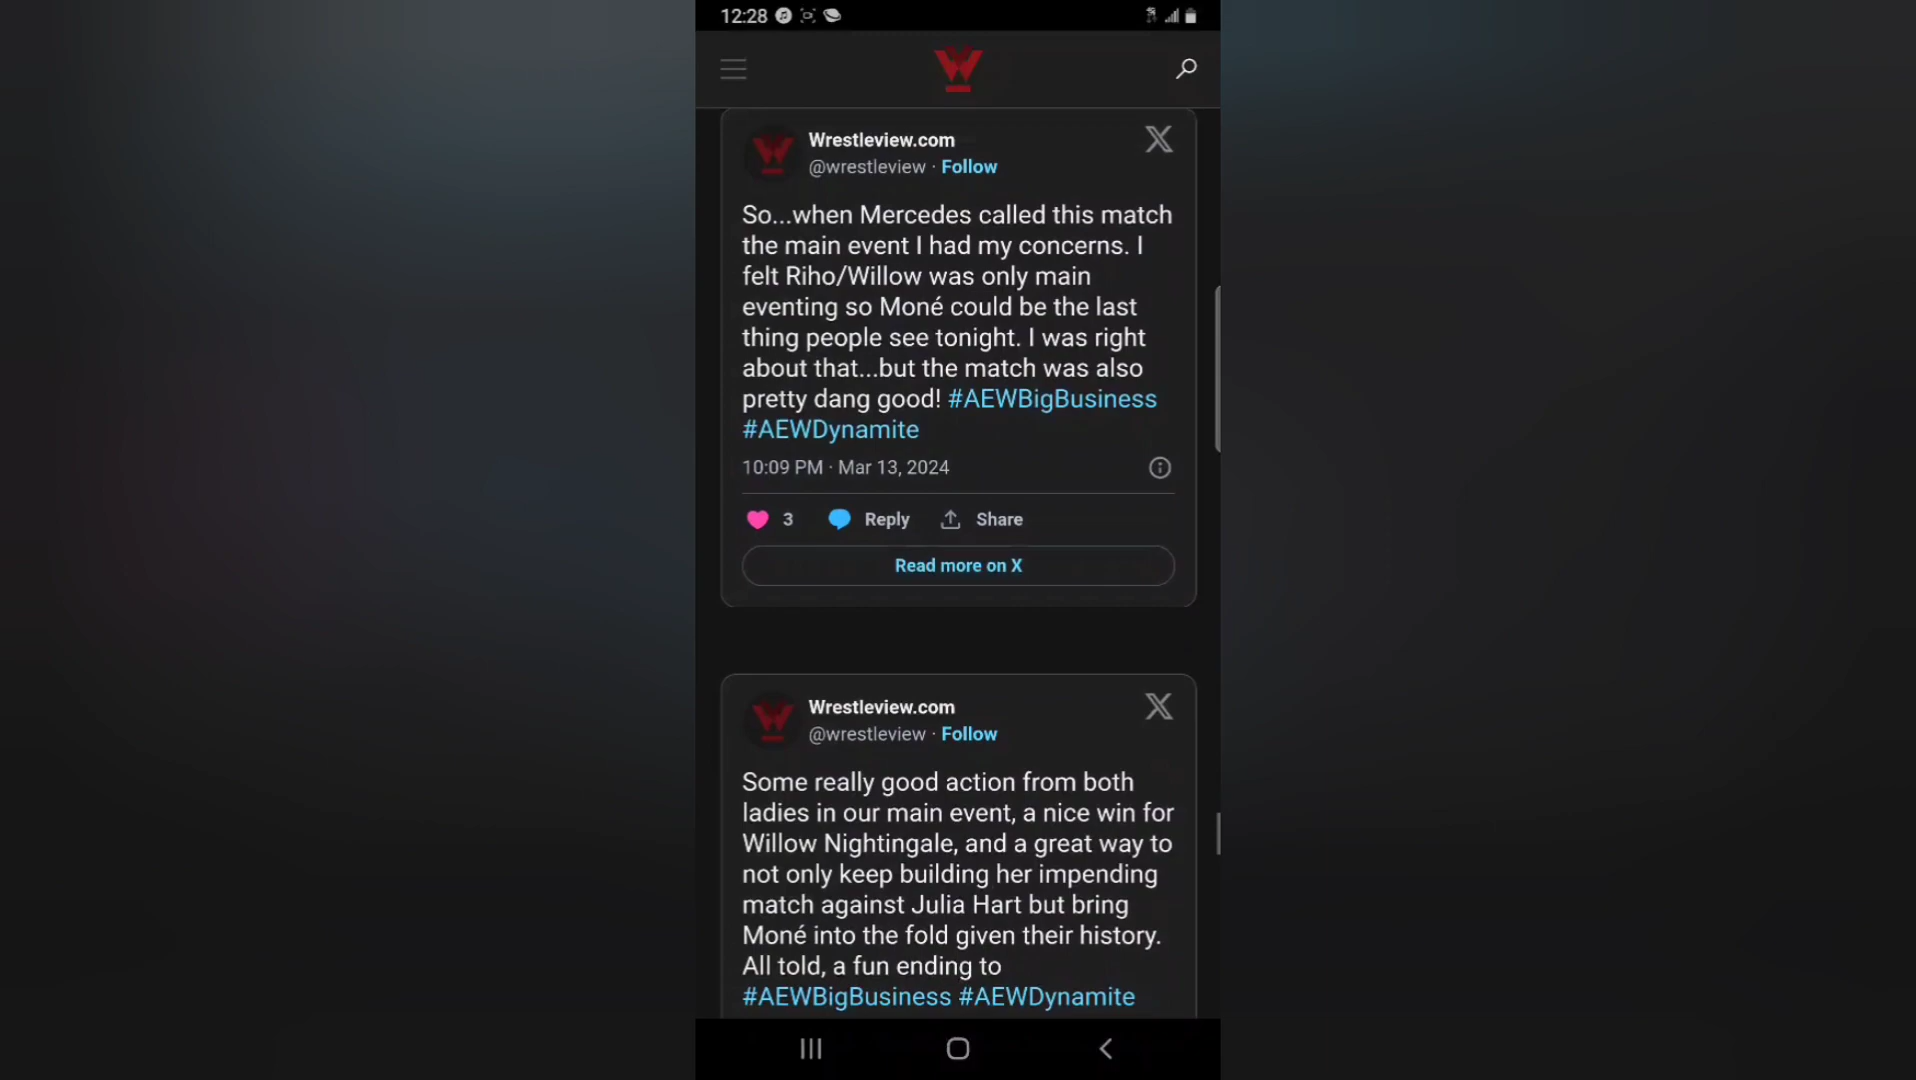 12:28
Wrestleview.com
@wrestleview · Follow
So...when Mercedes called this match
the main event I had my concerns. I
felt Riho/Willow was only main
eventing so Moné could be the last
thing people see tonight. I was right
about that...but the match was also
pretty dang good! #AEWBigBusiness
#AEWDynamite
10:09 PM · Mar 13, 2024
3 Reply Share
Read more on X
Wrestleview.com
@wrestleview · Follow
Some really good action from both
ladies in our main event, a nice win for
Willow Nightingale, and a great way to
not only keep building her impending
match against Julia Hart but bring
Moné into the fold given their history.
All told, a fun ending to
#AEWBigBusiness #AEWDynamite